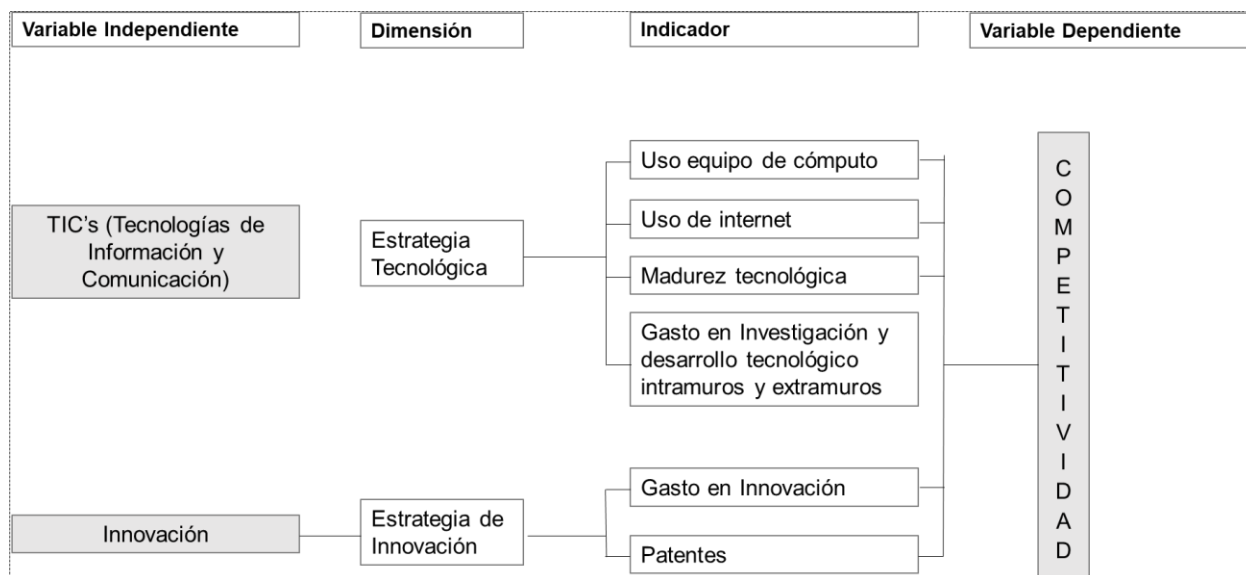 Variable Independiente
Dimensión
Indicador
Variable Dependiente
TIC's (Tecnologías de
Información y
Comunicación)
Estrategia
Tecnológica
Uso equipo de cómputo
Uso de internet
Madurez tecnológica
Gasto en Investigación y
desarrollo tecnológico
intramuros y extramuros
Innovación
Estrategia de
Innovación
Gasto en Innovación
Patentes
C
O
M
P
E
T
I
T
I
V
I
D
A
D